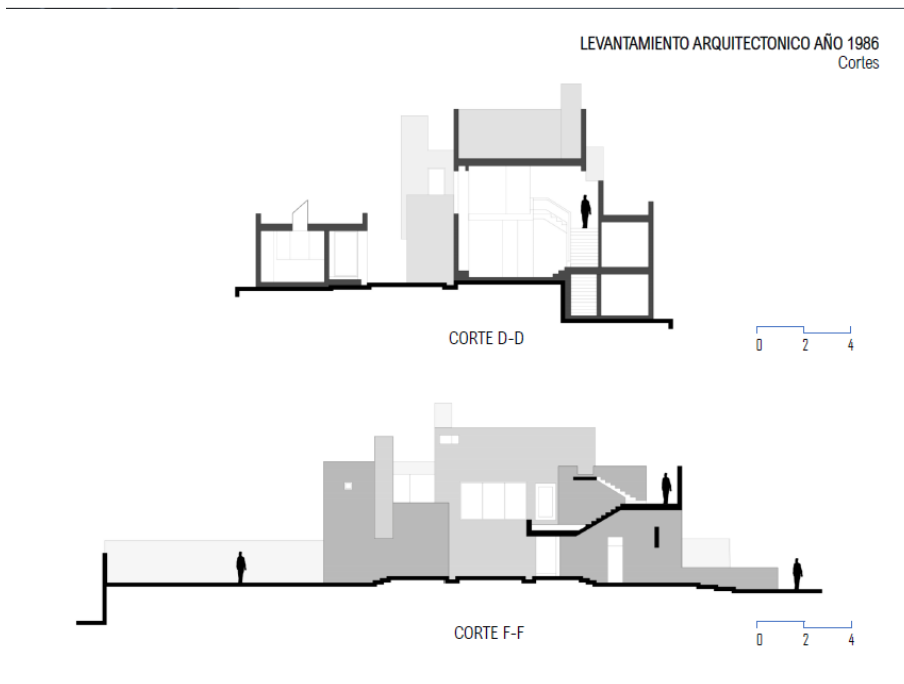 LEVANTAMIENTO ARQUITECTONICO AÑO 1986
Cortes
CORTE D-D
0 2 4
CORTE F-F
0 2 4